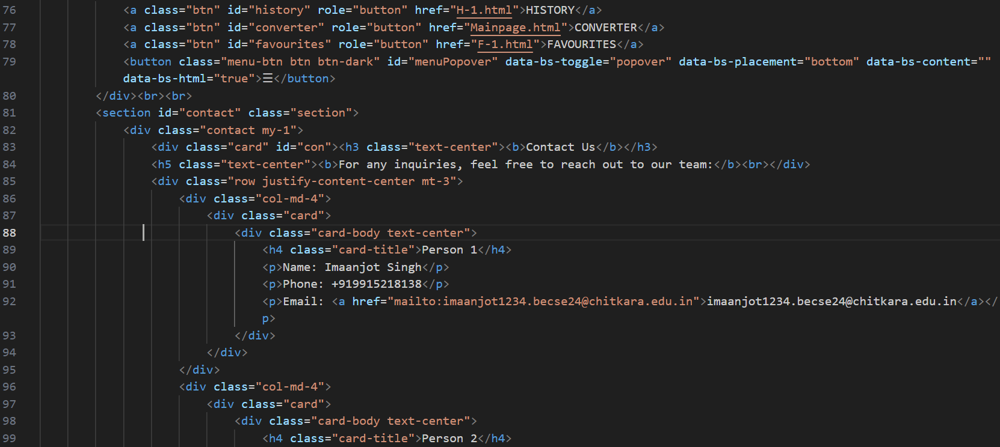 76 <a class="btn" id="history" role="button" href="H-1.html">HISTORY</a>
77 <a class="btn" id="converter" role="button" href="Mainpage.html">CONVERTER</a>
78 <a class="btn" id="favourites" role="button" href="F-1.html">FAVOURITES</a>
79 <button class="menu-btn btn btn-dark" id="menuPopover" data-bs-toggle="popover" data-bs-placement="bottom" data-bs-content=""
data-bs-html="true">☰</button>
80 </div><br><br>
81 <section id="contact" class="section">
82 <div class="contact my-1">
83 <div class="card" id="con"><h3 class="text-center"><b>Contact Us</b></h3>
84 <h5 class="text-center"><b>For any inquiries, feel free to reach out to our team:</b><br></div>
85 <div class="row justify-content-center mt-3">
86 <div class="col-md-4">
87 <div class="card">
88 <div class="card-body text-center">
89 <h4 class="card-title">Person 1</h4>
90 <p>Name: Imaanjot Singh</p>
91 <p>Phone: +919915218138</p>
92 <p>Email: <a href="mailto:imaanjot1234.becse24@chitkara.edu.in">imaanjot1234.becse24@chitkara.edu.in</a></
p>
93 </div>
94 </div>
95 </div>
96 <div class="col-md-4">
97 <div class="card">
98 <div class="card-body text-center">
99 <h4 class="card-title">Person 2</h4>